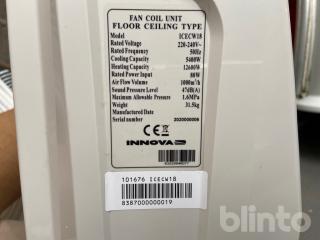 FAN COIL UNIT
FLOOR CEILING TYPE
Model ICECW18
Rated Voltage 220-240V~
Rated Frequency 50Hz
Cooling Capacity 5400W
Heating Capacity 12600W
Rated Power Input 80W
Air Flow Volume 1000m³/h
Sound Pressure Level 47dB(A)
Maximum Allowable Pressure 1.6MPa
Weight 31.5kg
Manufactured Date
Serial number 2020000006
CE
INNOVA
101676 ICECW18
8387000000019
blinto